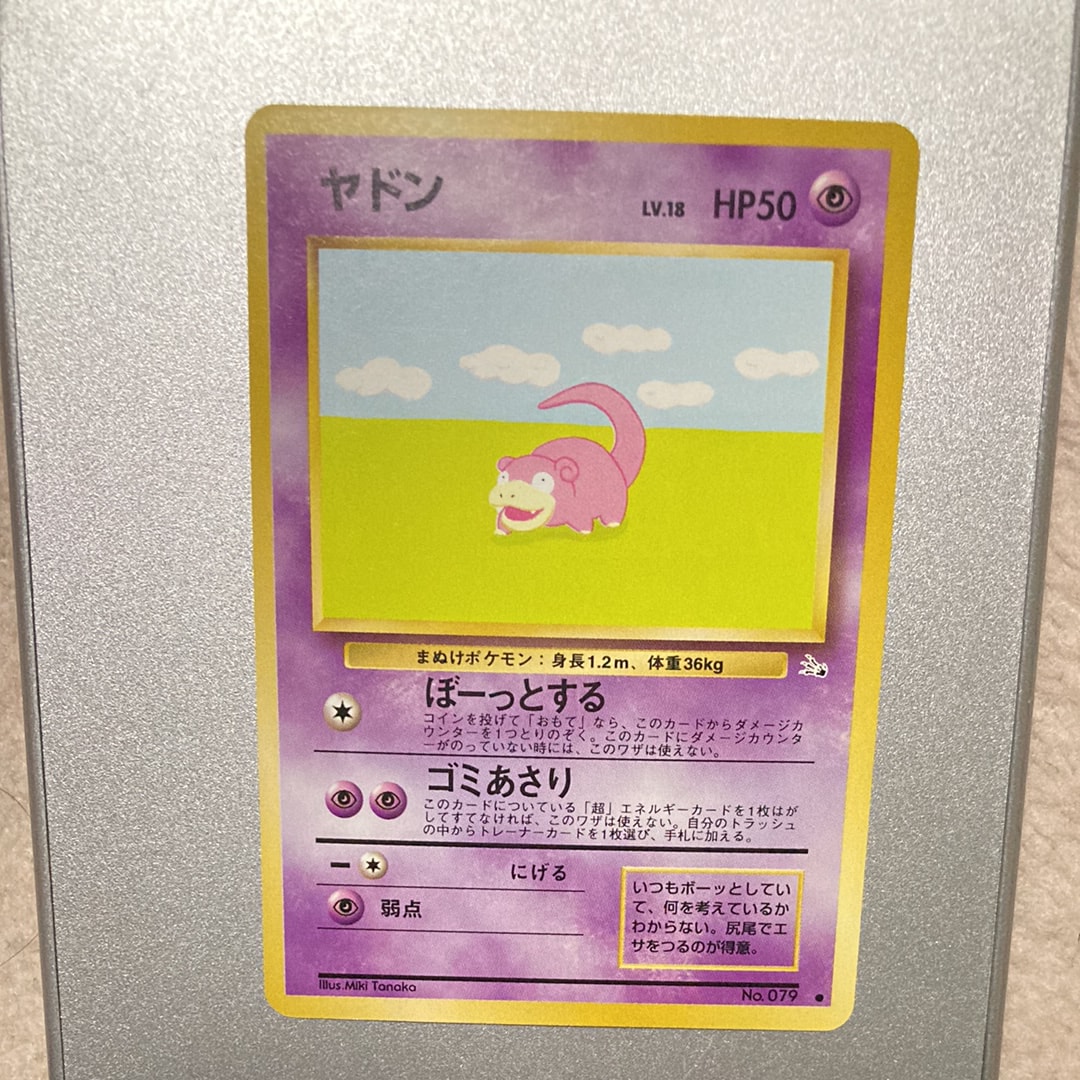 ヤドン
LV.18 HP50
まぬけポケモン:身長1.2m、体重36kg
ぼーっとする
コインを投げて「おもて」なら、このカードからダメージカ
ウンターを1つとりのぞく。このカードにダメージカウンタ
ーがのっていない時には、このワザは使えない。
ゴミあさり
このカードについている「超」エネルギーカードを1枚はが
してすてなければ、このワザは使えない。自分のトラッシュ
の中からトレーナーカードを1枚選び、手札に加える。
ー にげる
弱点
いつもボーッとしてい
て、何を考えているか
わからない。尻尾でエ
サをつるのが得意。
Illus.Miki Tanaka
No.079